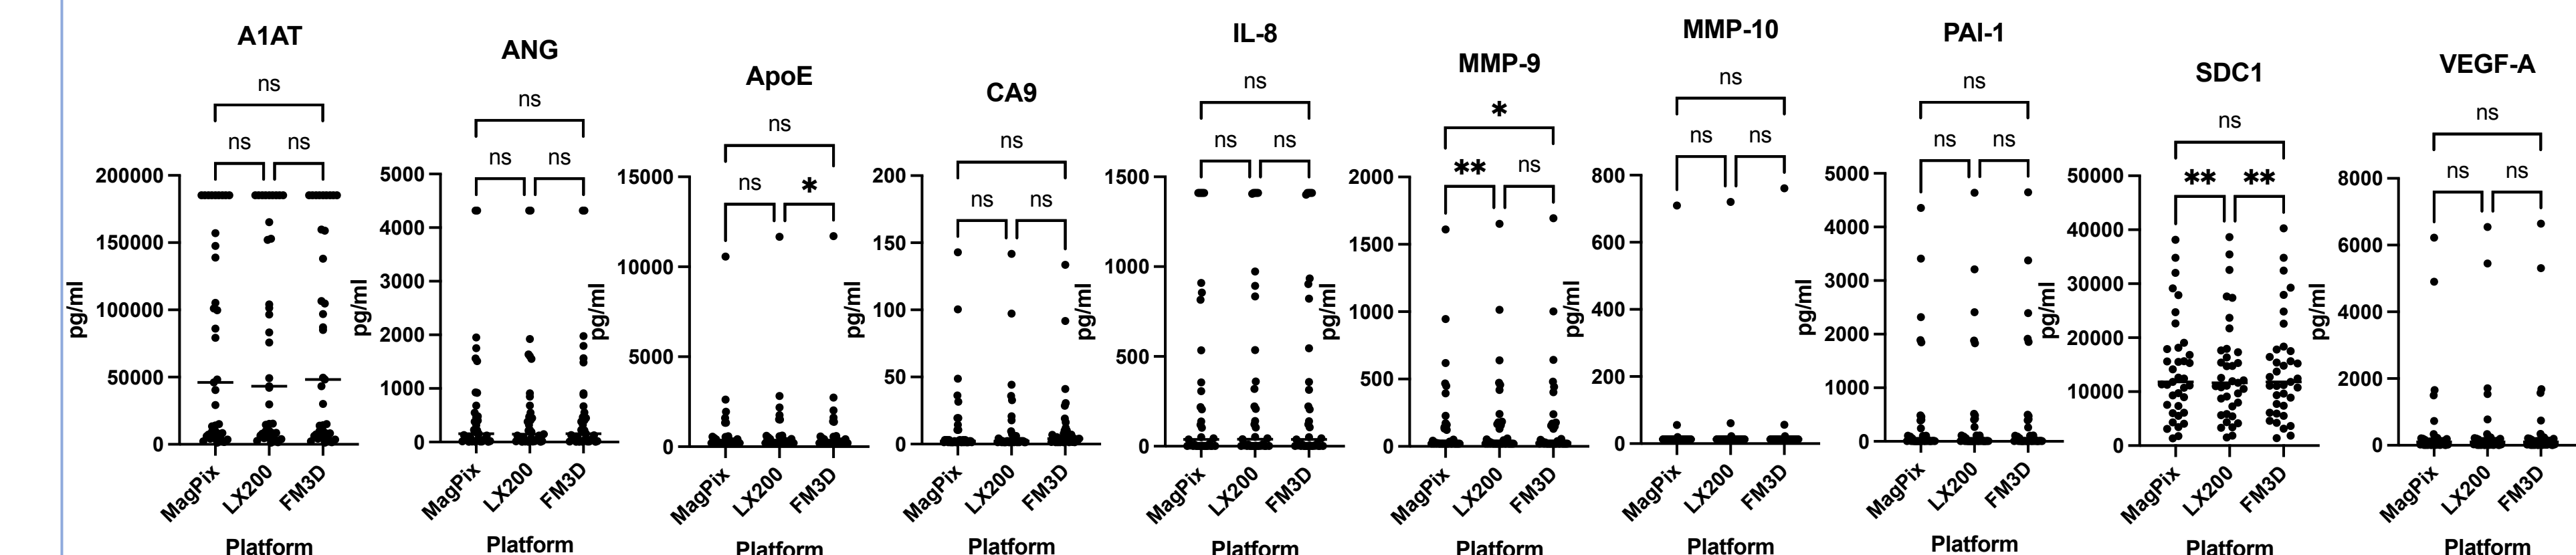 A1AT
ns
ns ns
200000
150000
100000
50000
0
pg/ml
MagPix LX200 FM3D
Platform
ANG
ns
ns ns
5000
4000
3000
2000
1000
0
pg/ml
MagPix LX200 FM3D
Platform
ApoE
ns
ns *
15000
10000
5000
0
pg/ml
MagPix LX200 FM3D
Platform
CA9
ns
ns ns
200
150
100
50
0
pg/ml
MagPix LX200 FM3D
Platform
IL-8
ns
ns ns
1500
1000
500
0
pg/ml
MagPix LX200 FM3D
Platform
MMP-9
*
** ns
2000
1500
1000
500
0
pg/ml
MagPix LX200 FM3D
Platform
MMP-10
ns
ns ns
800
600
400
200
0
pg/ml
MagPix LX200 FM3D
Platform
PAI-1
ns
ns ns
5000
4000
3000
2000
1000
0
pg/ml
MagPix LX200 FM3D
Platform
SDC1
ns
** **
50000
40000
30000
20000
10000
0
pg/ml
MagPix LX200 FM3D
Platform
VEGF-A
ns
ns ns
8000
6000
4000
2000
0
pg/ml
MagPix LX200 FM3D
Platform